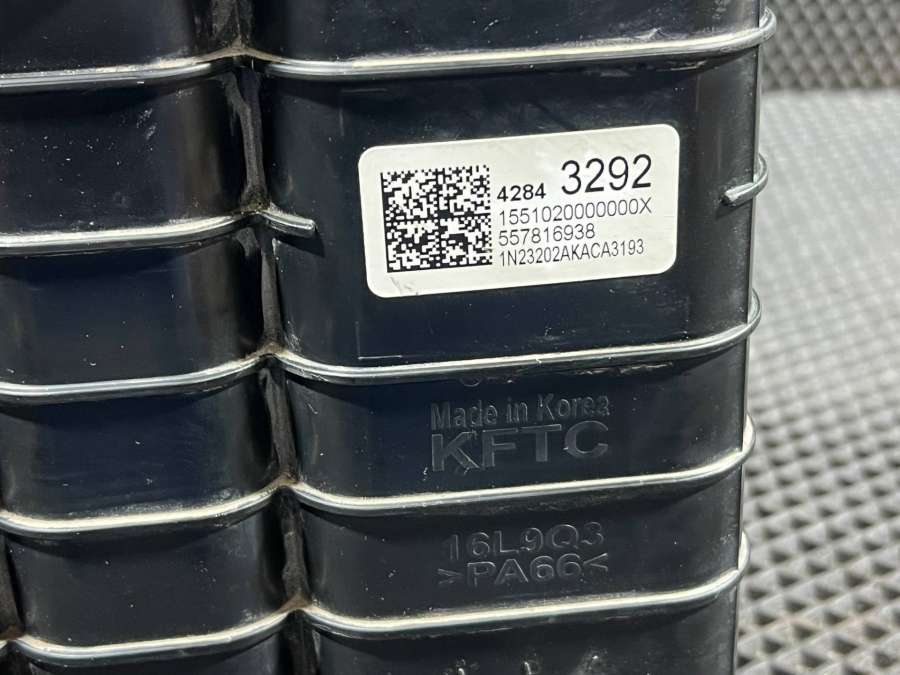 4284 3292
1551020000000X
557816938
1N23202AKACA3193
Made in Korea
KFTC
16L9Q3
>PA66<